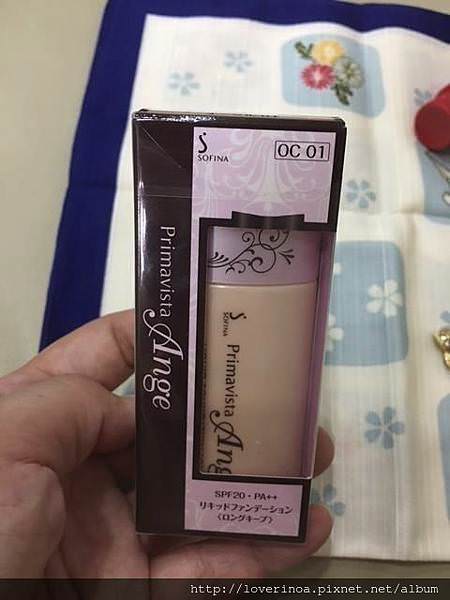 SOFINA
OC 01
Primavista
Ange
SOFINA
Primavista
Ang
SPF20・PA++
リキッドファンデーション
〈ロングキープ〉
http://loverinoa.pixnet.net/album